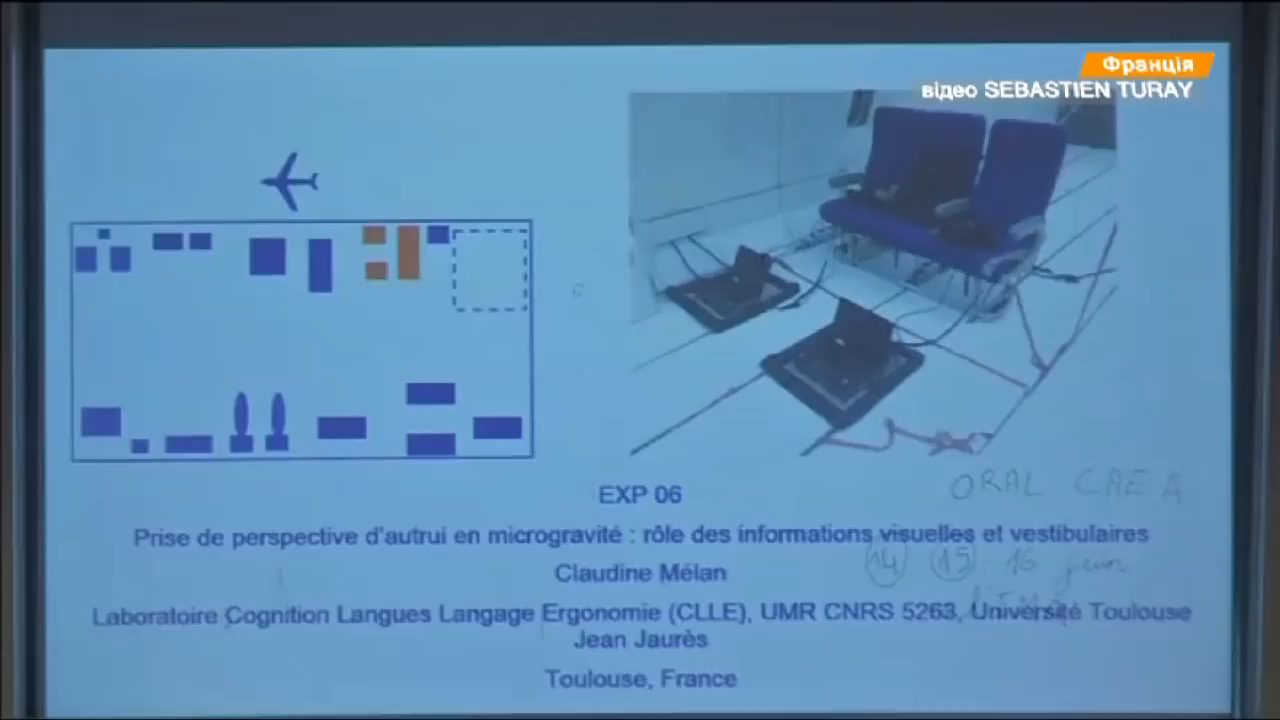 Франція
відео SEBASTIEN TURAY
EXP 06
ORAL CAEA
Prise de perspective d'autrui en microgravité : rôle des informations visuelles et vestibulaires
14 15 16 juin
Claudine Mélan
Laboratoire Cognition Langues Langage Ergonomie (CLLE), UMR CNRS 5263, Université Toulouse
Jean Jaurès
Toulouse, France